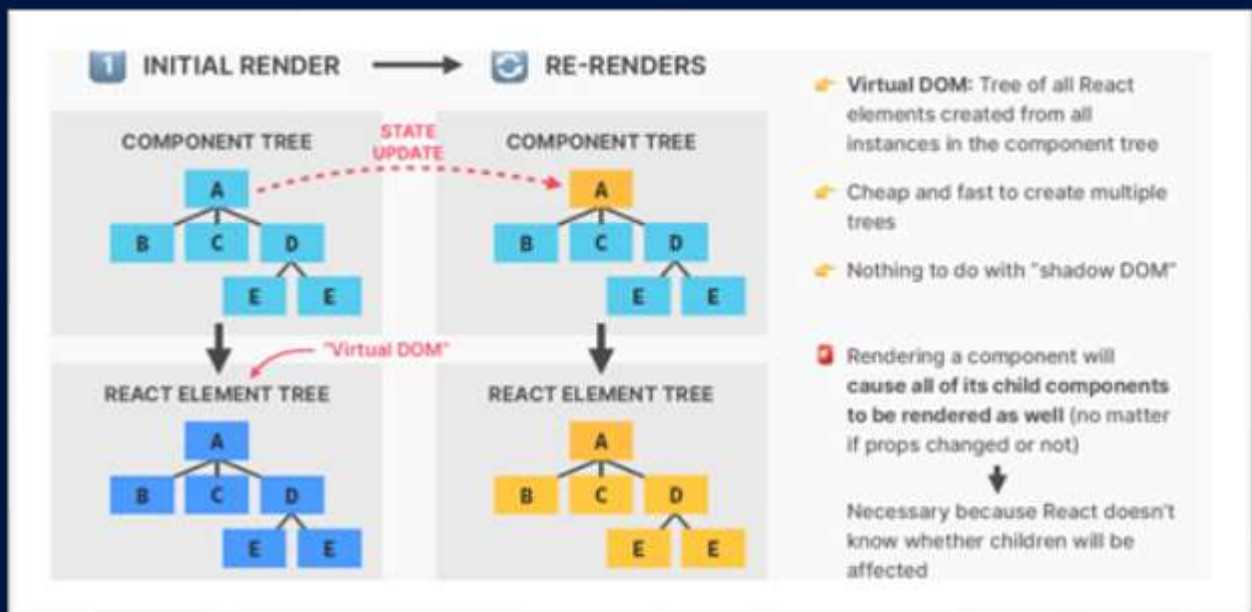 1 INITIAL RENDER
RE-RENDERS
COMPONENT TREE
A
B C D
E E
STATE
UPDATE
COMPONENT TREE
A
B C D
E E
"Virtual DOM"
REACT ELEMENT TREE
A
B C D
E E
REACT ELEMENT TREE
A
B C D
E E
Virtual DOM: Tree of all React
elements created from all
instances in the component tree
Cheap and fast to create multiple
trees
Nothing to do with "shadow DOM"
Rendering a component will
cause all of its child components
to be rendered as well (no matter
if props changed or not)
Necessary because React doesn't
know whether children will be
affected